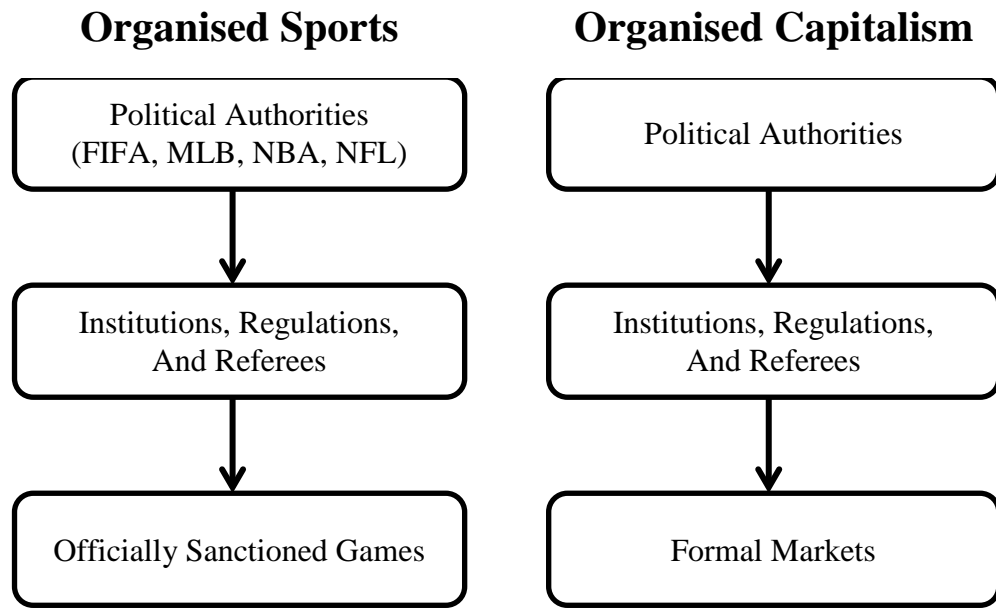 Organised Sports
Political Authorities
(FIFA, MLB, NBA, NFL)
Institutions, Regulations,
And Referees
Officially Sanctioned Games
Organised Capitalism
Political Authorities
Institutions, Regulations,
And Referees
Formal Markets